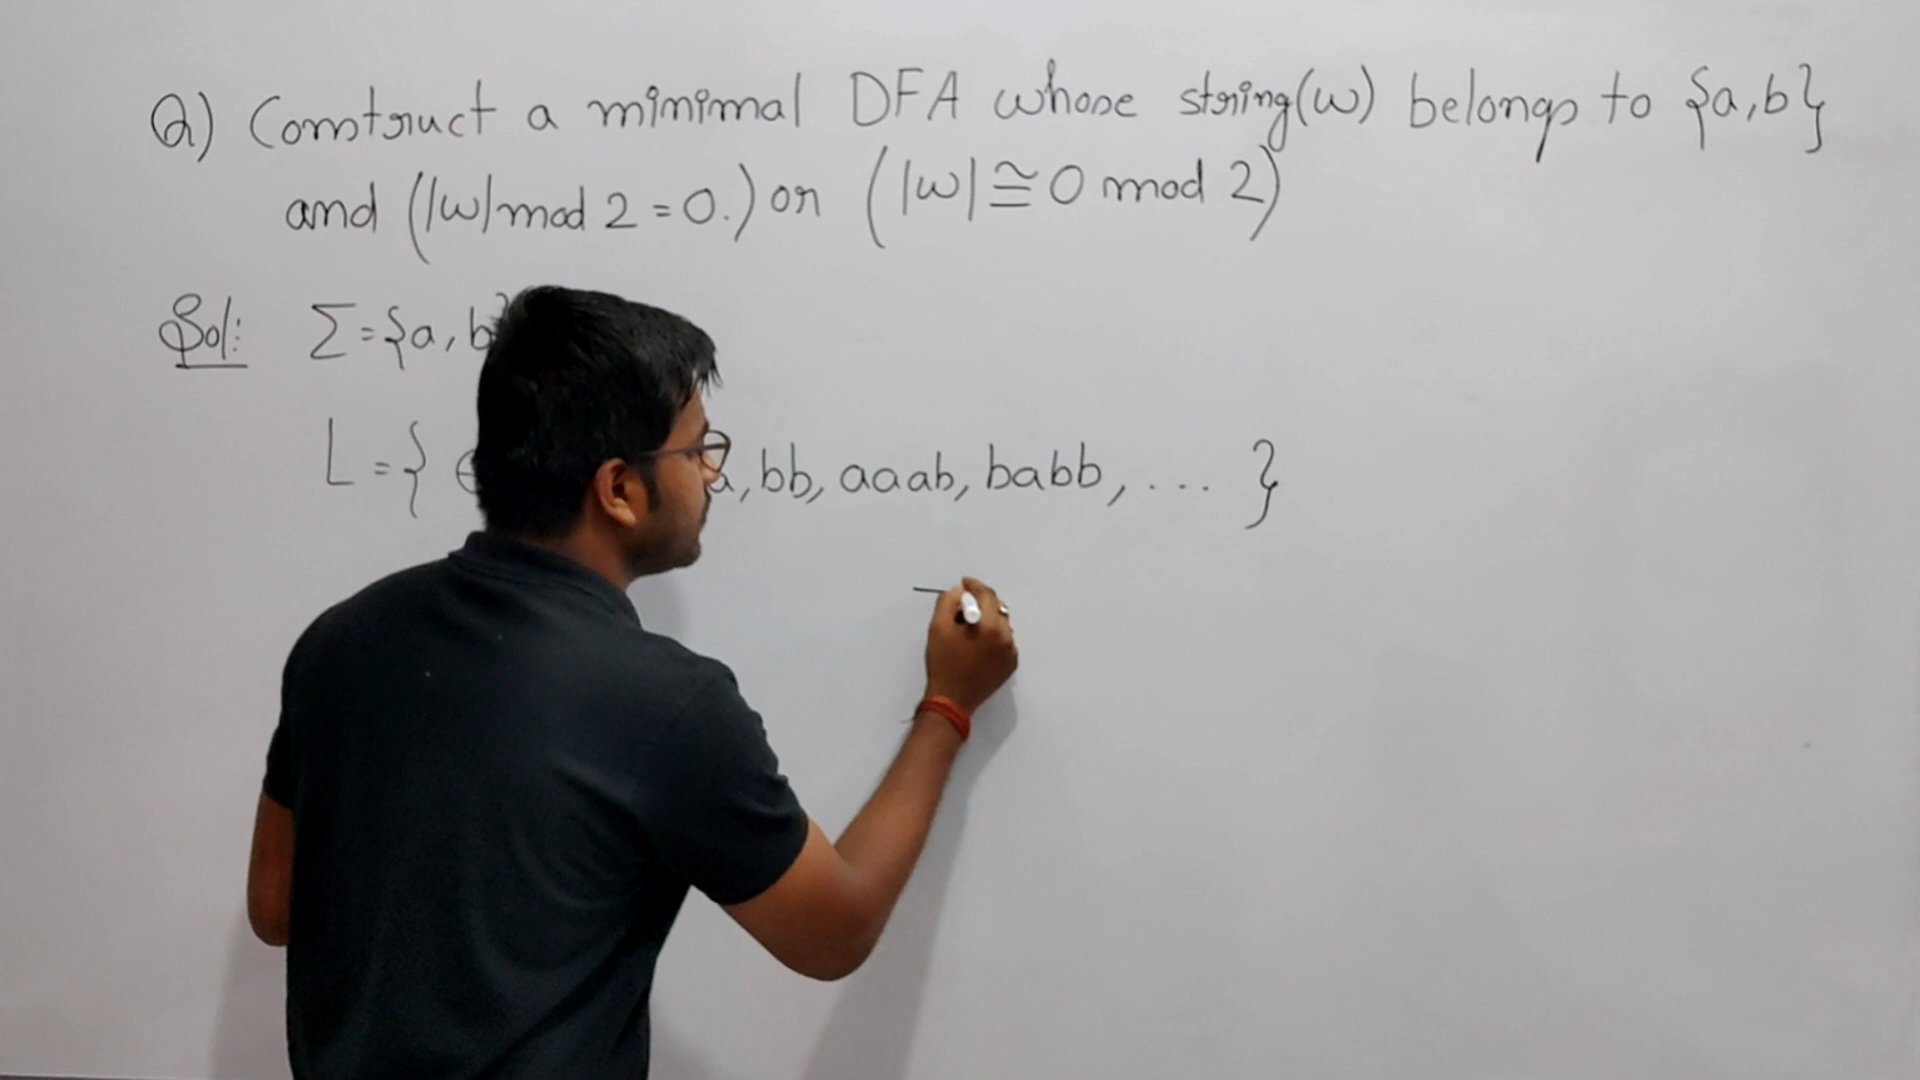 Q) Construct a minimal DFA whose string(w) belongs to {a,b}
and (|w| mod 2 = 0.) or (|w| ≅ 0 mod 2)
Sol: Σ={a, b
L={ a, bb, aaab, babb, ... }